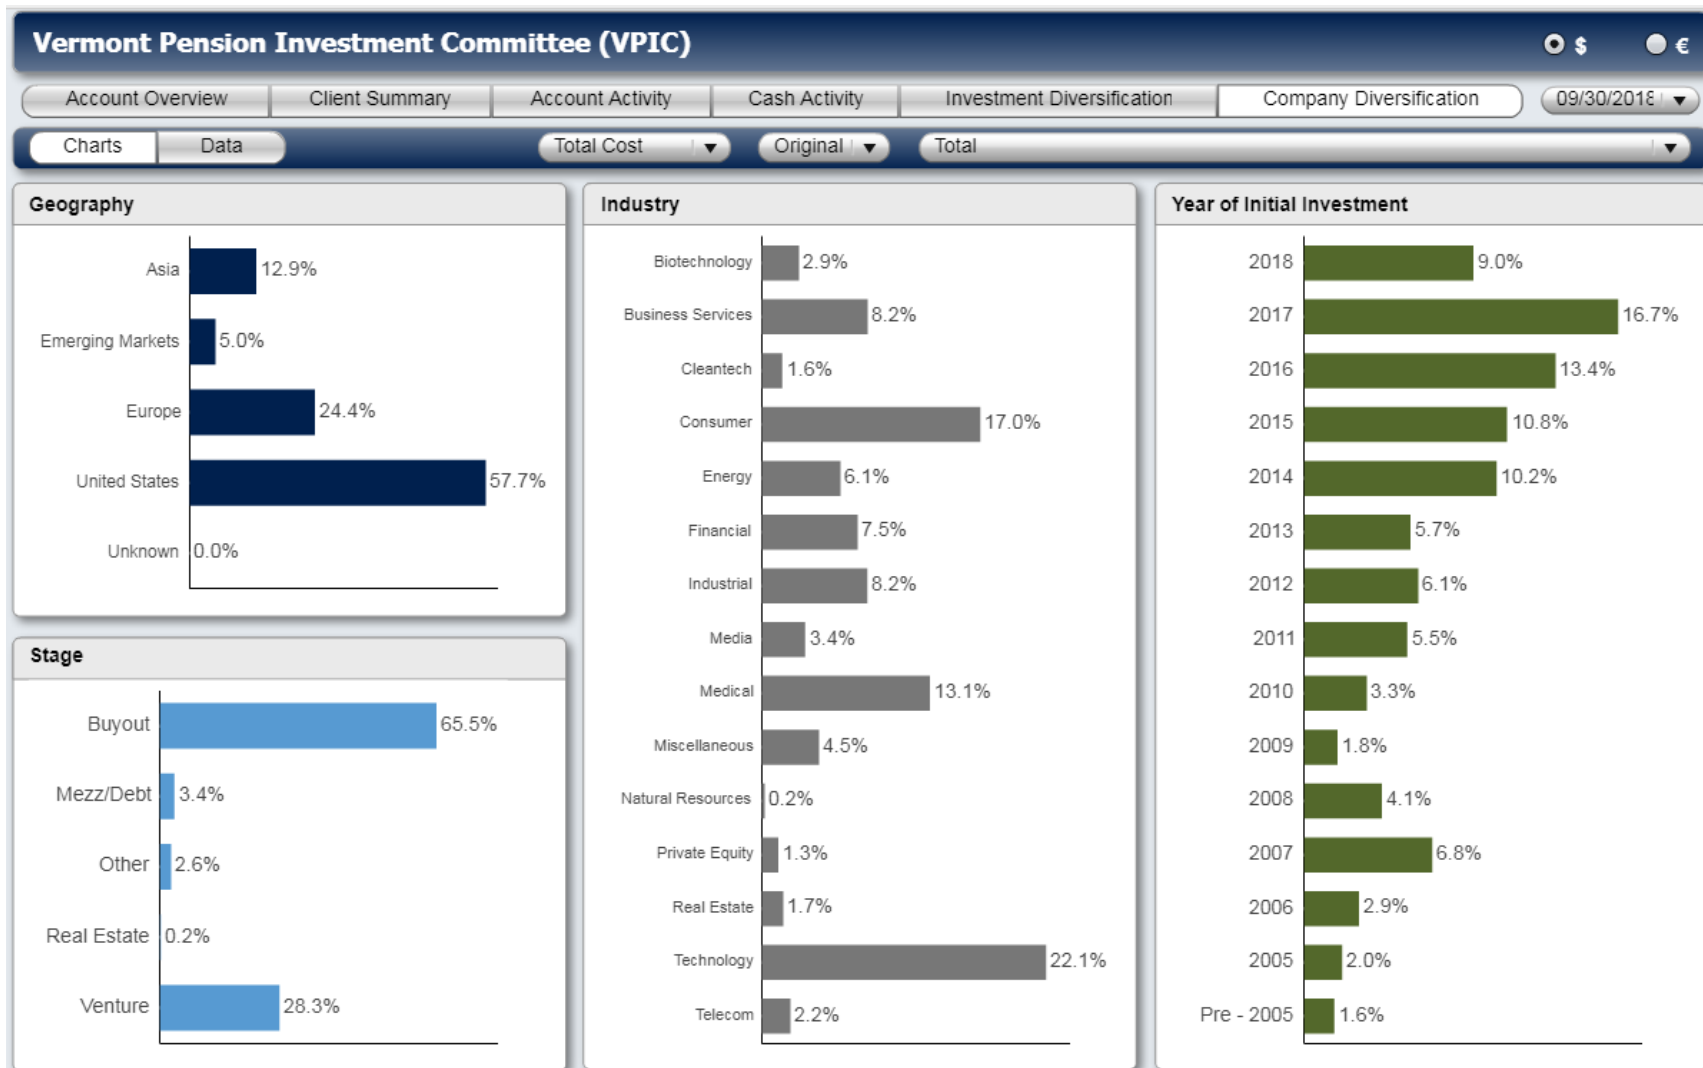 Vermont Pension Investment Committee (VPIC)
$ €
Account Overview Client Summary Account Activity Cash Activity Investment Diversification Company Diversification 09/30/2018
Charts Data Total Cost Original Total
Geography
Asia 12.9%
Emerging Markets 5.0%
Europe 24.4%
United States 57.7%
Unknown 0.0%
Stage
Buyout 65.5%
Mezz/Debt 3.4%
Other 2.6%
Real Estate 0.2%
Venture 28.3%
Industry
Biotechnology 2.9%
Business Services 8.2%
Cleantech 1.6%
Consumer 17.0%
Energy 6.1%
Financial 7.5%
Industrial 8.2%
Media 3.4%
Medical 13.1%
Miscellaneous 4.5%
Natural Resources 0.2%
Private Equity 1.3%
Real Estate 1.7%
Technology 22.1%
Telecom 2.2%
Year of Initial Investment
2018 9.0%
2017 16.7%
2016 13.4%
2015 10.8%
2014 10.2%
2013 5.7%
2012 6.1%
2011 5.5%
2010 3.3%
2009 1.8%
2008 4.1%
2007 6.8%
2006 2.9%
2005 2.0%
Pre - 2005 1.6%